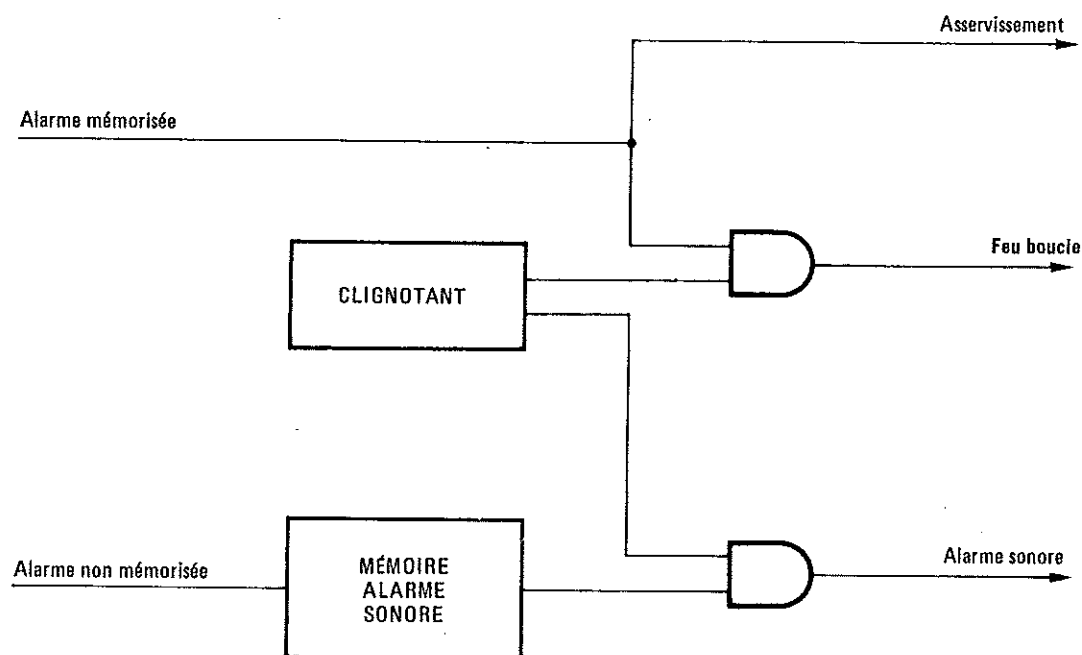 Asservissement
Alarme mémorisée
Feu boucle
CLIGNOTANT
Alarme non mémorisée
MÉMOIRE
ALARME
SONORE
Alarme sonore